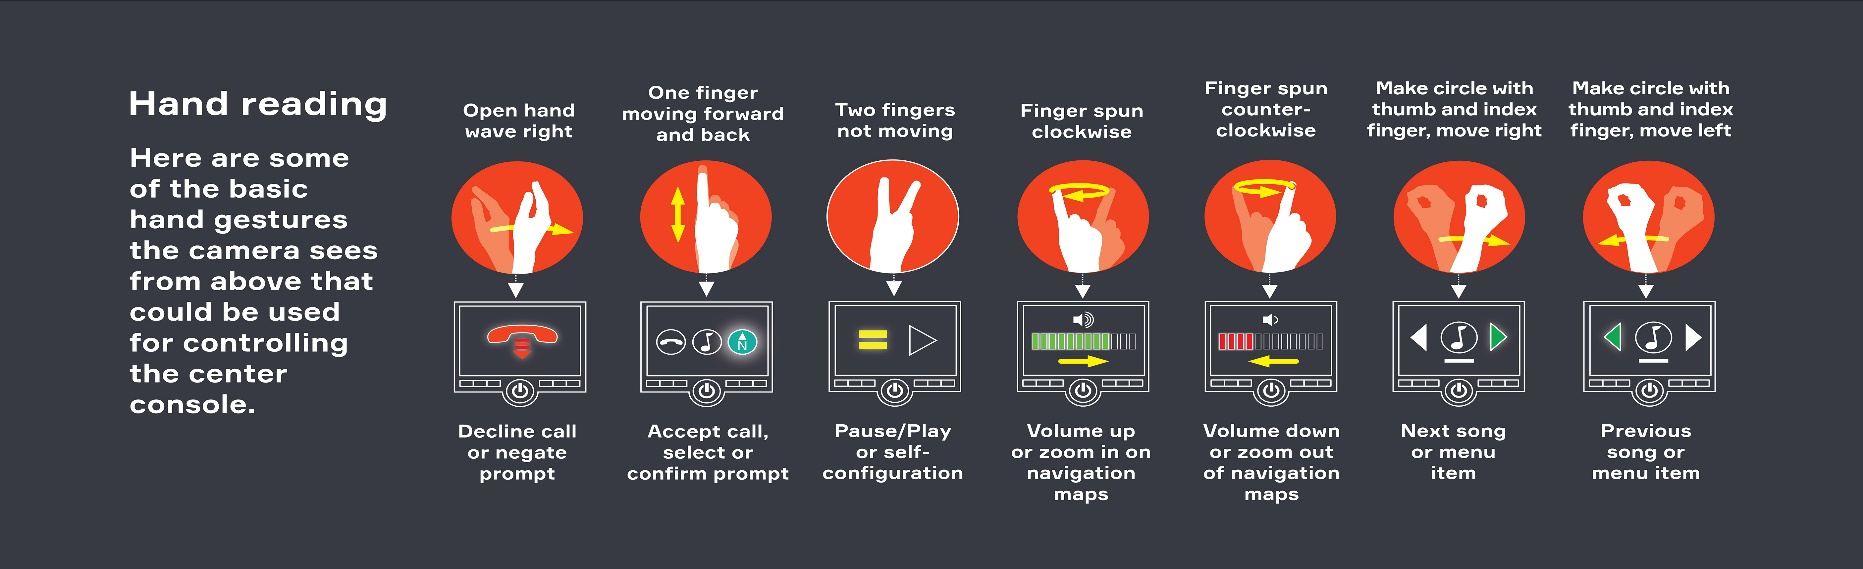 Hand reading
Here are some
of the basic
hand gestures
the camera sees
from above that
could be used
for controlling
the center
console.
Open hand
wave right
Decline call
or negate
prompt
One finger
moving forward
and back
N
Accept call,
select or
confirm prompt
Two fingers
not moving
Pause/Play
or self-
configuration
Finger spun
clockwise
Volume up
or zoom in on
navigation
maps
Finger spun
counter-
clockwise
Volume down
or zoom out
of navigation
maps
Make circle with
thumb and index
finger, move right
Next song
or menu
item
Make circle with
thumb and index
finger, move left
Previous
song or
menu item